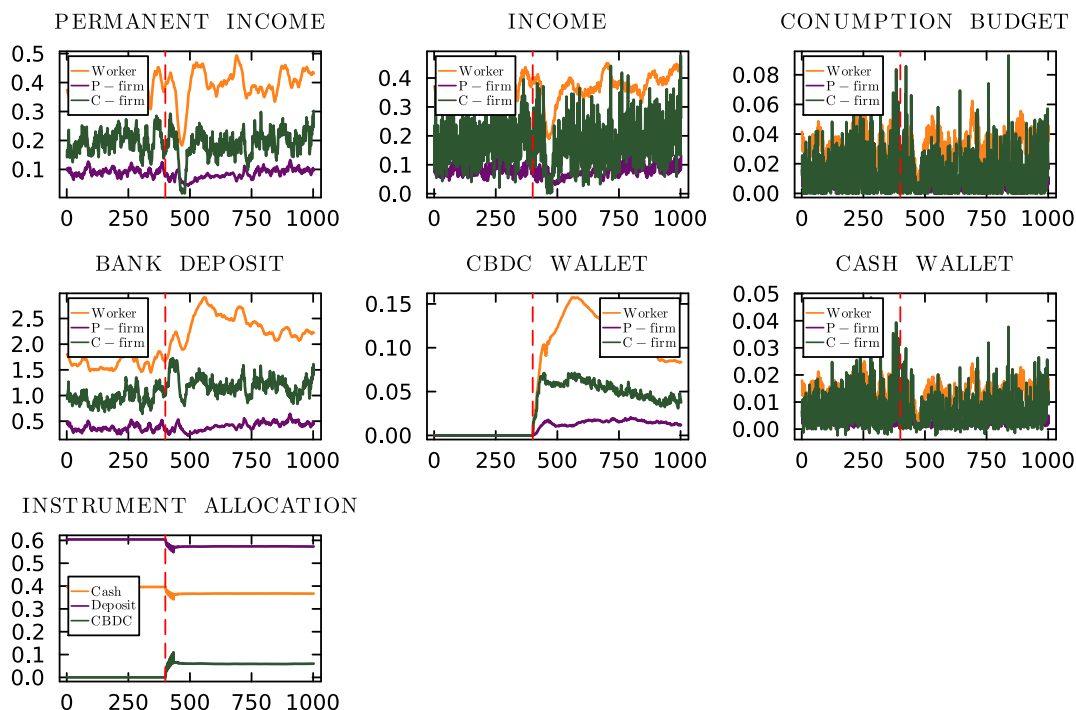 PERMANENT INCOME
0.5
0.4
0.3
0.2
0.1
Worker
P – firm
C – firm
0 250 500 750 1000
INCOME
0.4
0.3
0.2
0.1
0.0
Worker
P – firm
C – firm
0 250 500 750 1000
CONUMPTION BUDGET
0.08
0.06
0.04
0.02
0.00
Worker
P – firm
C – firm
0 250 500 750 1000
BANK DEPOSIT
2.5
2.0
1.5
1.0
0.5
Worker
P – firm
C – firm
0 250 500 750 1000
CBDC WALLET
0.15
0.10
0.05
0.00
Worker
P – firm
C – firm
0 250 500 750 1000
CASH WALLET
0.05
0.04
0.03
0.02
0.01
0.00
Worker
P – firm
C – firm
0 250 500 750 1000
INSTRUMENT ALLOCATION
0.6
0.5
0.4
0.3
0.2
0.1
0.0
Cash
Deposit
CBDC
0 250 500 750 1000